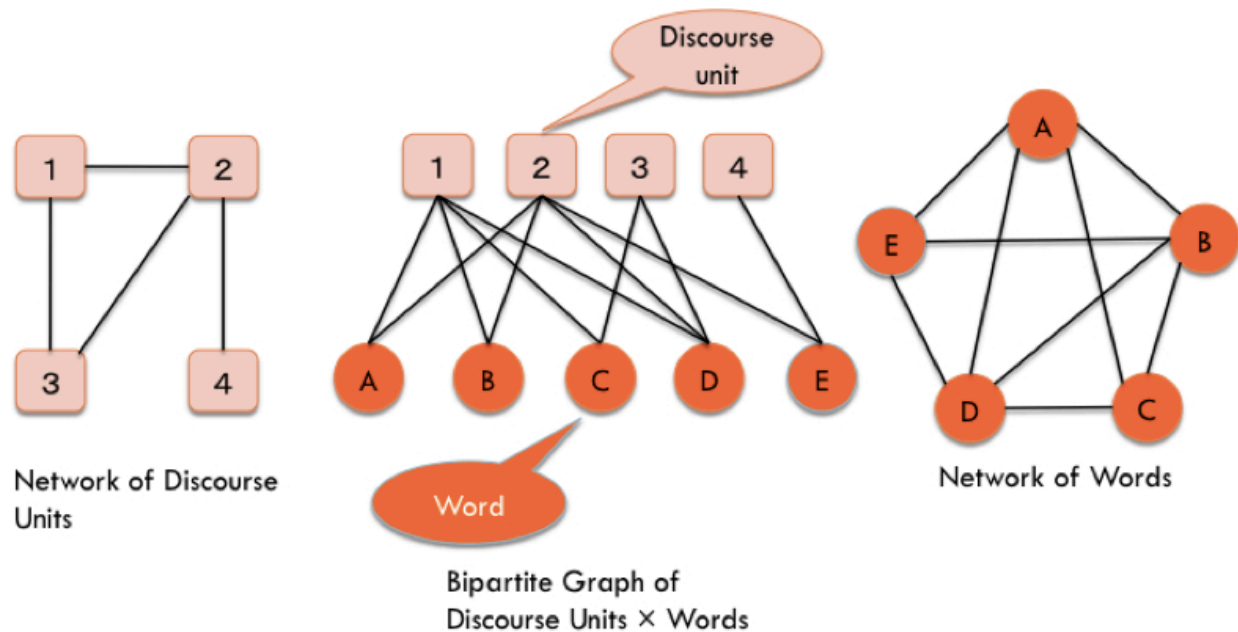 Discourse
unit
1
2
3
4
Network of Discourse
Units
1 2 3 4
A B C D E
Word
Bipartite Graph of
Discourse Units × Words
A
E
B
D
C
Network of Words